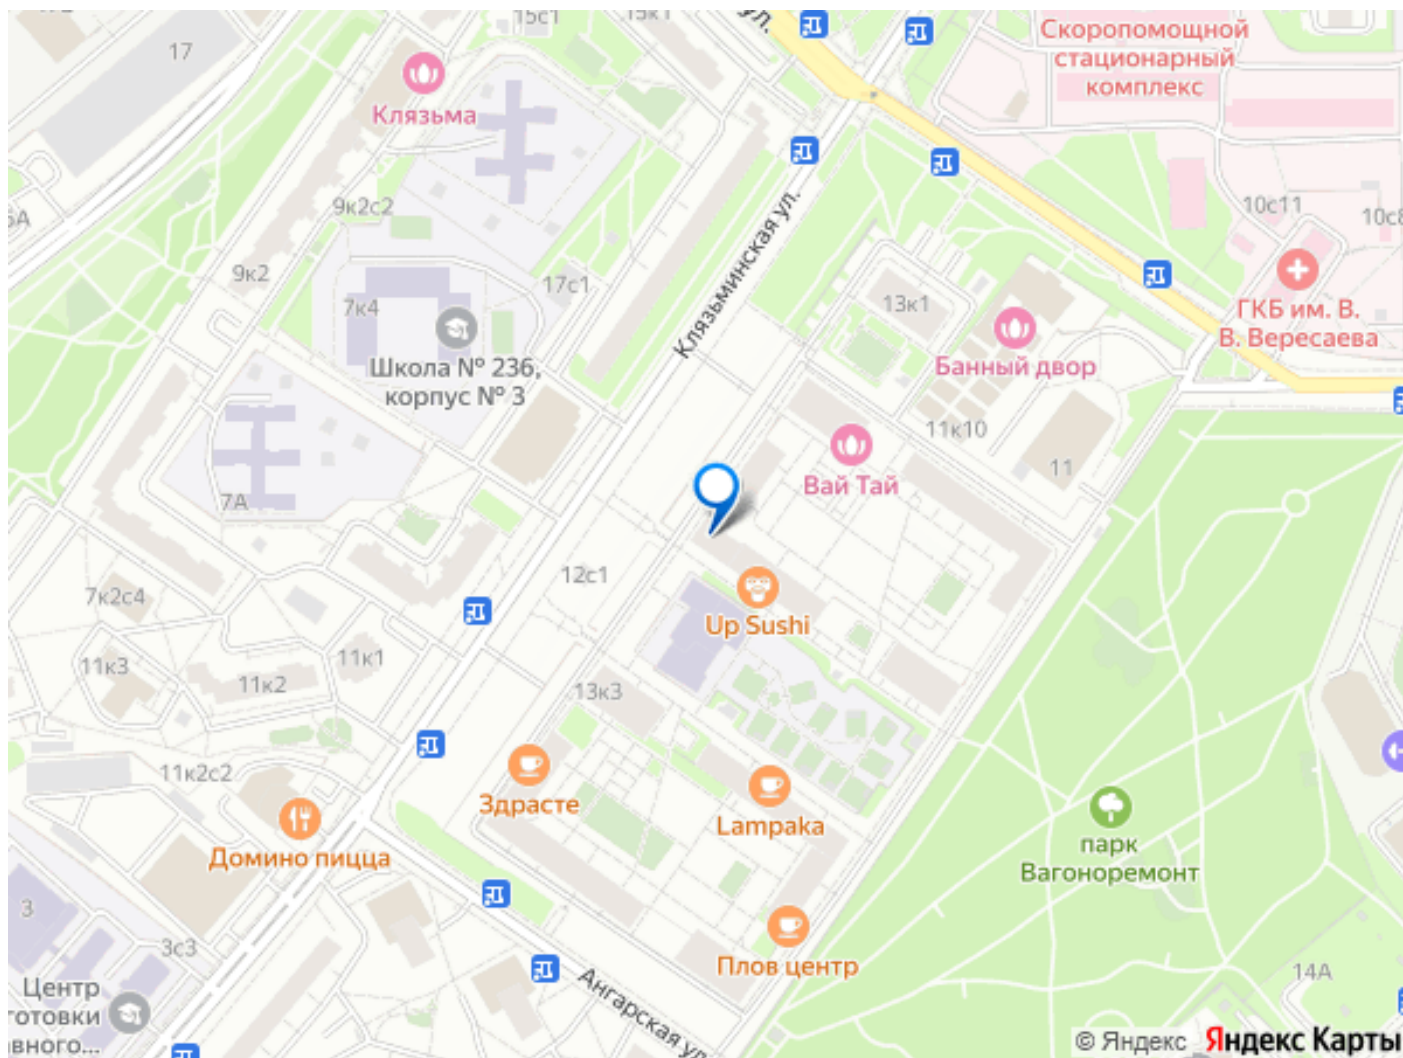 15с1
15к1
ул.
17
Клязьма
Скоропомощной
стационарный
комплекс
9к2с2
Клязьминская ул.
10с11
9к2
17с1
7к4
13к1
ГКБ им. В.
В. Вересаева
Школа № 236,
корпус № 3
Банный двор
11к10
11
Вай Тай
7А
12с1
7к2с4
Up Sushi
11к3
11к2
11к1
13к3
11к2с2
Здрасте
Lampaka
Домино пицца
парк
Вагоноремонт
3
3с3
Плов центр
Ангарская ул.
14А
Центр
готовки
вного...
© Яндекс Яндекс Карты